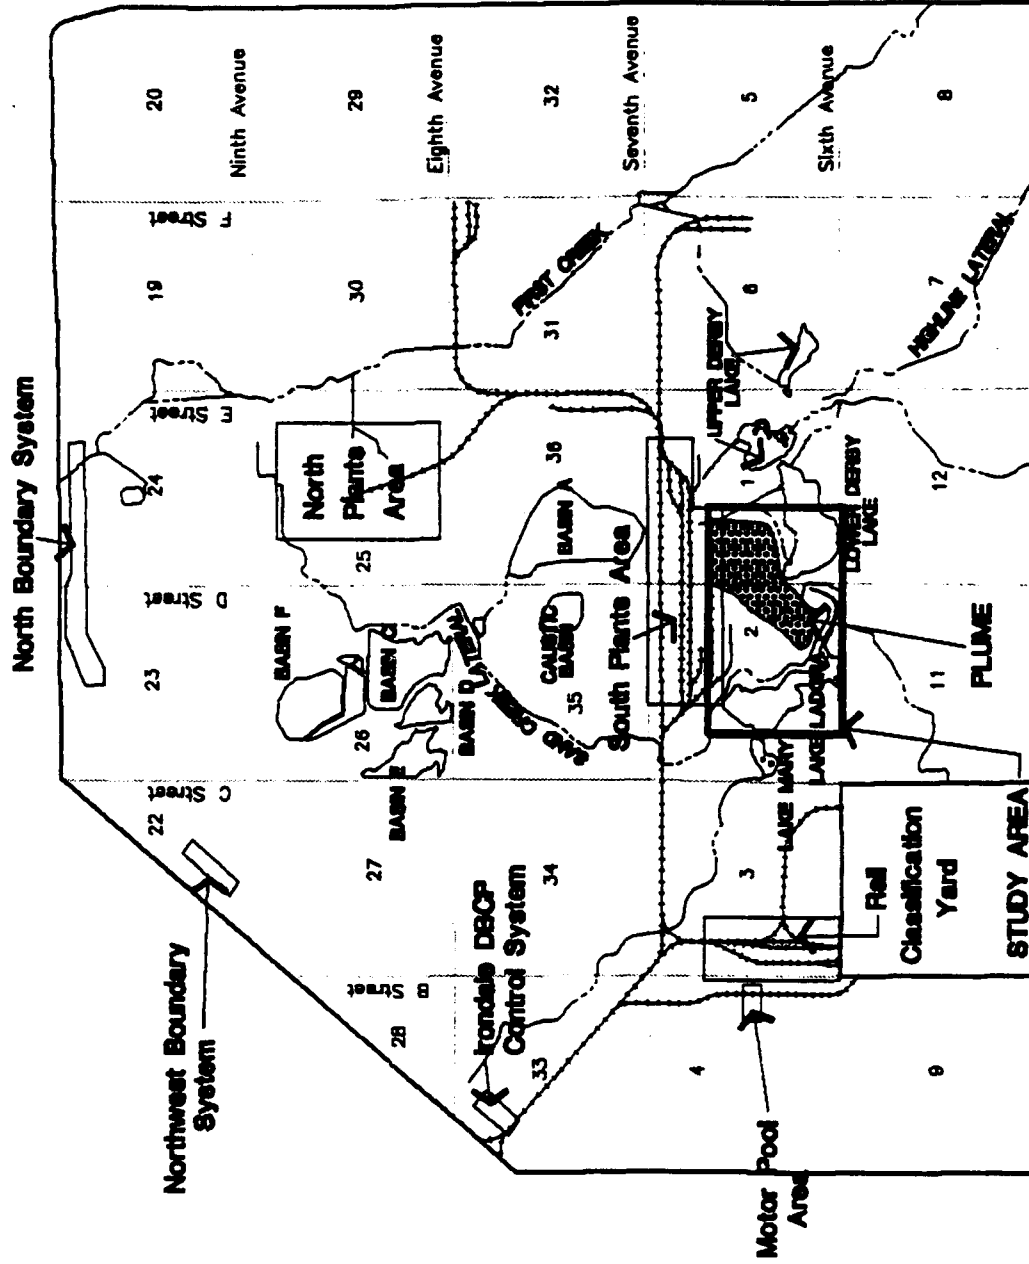 North Boundary System
Northwest Boundary
System
20
19
24
23
22
F Street
E Street
D Street
C Street
B Street
Ninth Avenue
29
30
25
26
27
28
North
Plants
Area
BASIN F
BASIN C
BASIN E
BASIN D
Eighth Avenue
SAND CREEK
LATERAL
Irondale DBCP
Control System
32
31
36
35
34
33
FIRST CREEK
BASIN A
CAUSTIC
BASIN
South Plants Area
Seventh Avenue
5
6
1
2
3
4
UPPER DERBY
LAKE
LAKE MARY
LAKE LADORA
LOWER DERBY
LAKE
Motor Pool
Area
Sixth Avenue
HIGHLINE LATERAL
8
7
12
11
9
Rail
Classification
Yard
PLUME
STUDY AREA